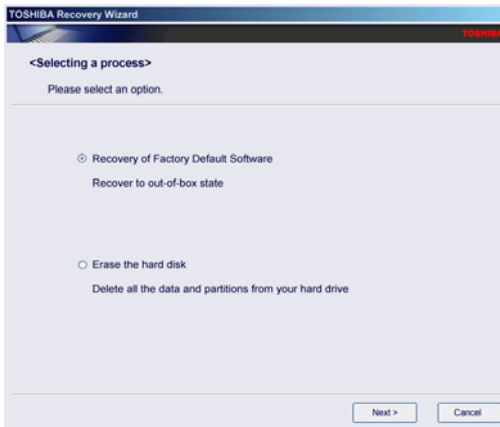 TOSHIBA Recovery Wizard
TOSHIBA
<Selecting a process>
Please select an option.
Recovery of Factory Default Software
Recover to out-of-box state
Erase the hard disk
Delete all the data and partitions from your hard drive
Next >
Cancel